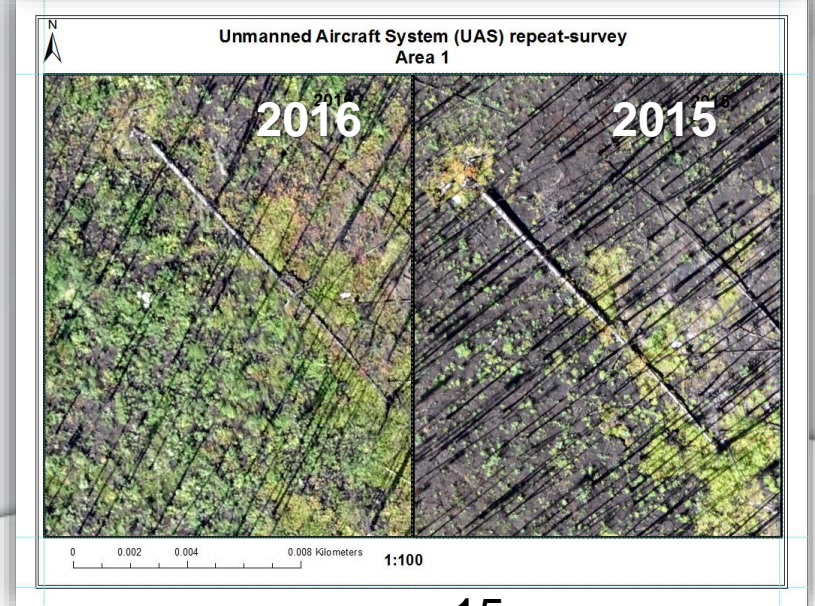 N
Unmanned Aircraft System (UAS) repeat-survey
Area 1
2016
2015
0 0.002 0.004 0.008 Kilometers
1:100